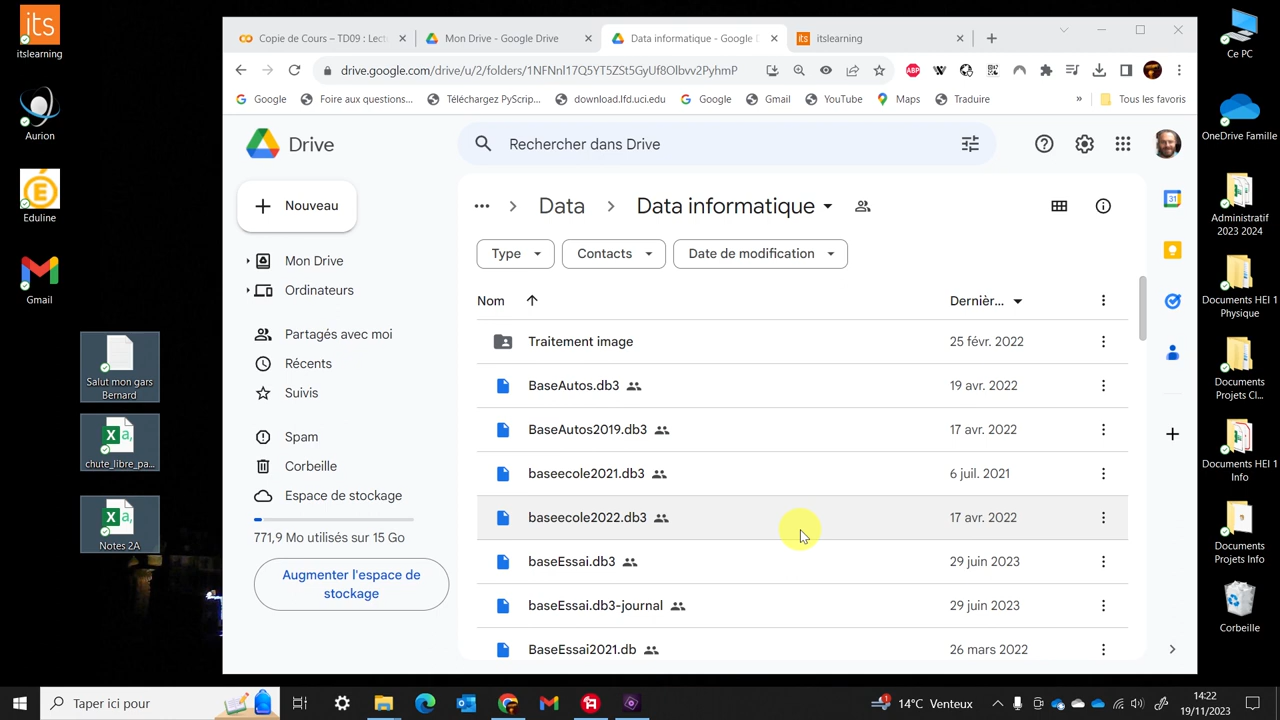 its
itslearning
Aurion
Eduline
Gmail
Salut mon gars
Bernard
chute_libre_pa...
Notes 2A
Copie de Cours – TD09 : Lect
Mon Drive - Google Drive
Data informatique - Google D
its
itslearning
drive.google.com/drive/u/2/folders/1NFNnl17Q5YT5ZSt5GyUf8Olbvv2PyhmP
ABP
W
Google
Foire aux questions...
Téléchargez PyScrip...
download.lfd.uci.edu
Google
Gmail
YouTube
Maps
Traduire
»
Tous les favoris
Drive
Rechercher dans Drive
Nouveau
Mon Drive
Ordinateurs
Partagés avec moi
Récents
Suivis
Spam
Corbeille
Espace de stockage
771,9 Mo utilisés sur 15 Go
Augmenter l'espace de
stockage
... > Data > Data informatique
Type
Contacts
Date de modification
Nom
Dernièr...
Traitement image 25 févr. 2022
BaseAutos.db3 19 avr. 2022
BaseAutos2019.db3 17 avr. 2022
baseecole2021.db3 6 juil. 2021
baseecole2022.db3 17 avr. 2022
baseEssai.db3 29 juin 2023
baseEssai.db3-journal 29 juin 2023
BaseEssai2021.db 26 mars 2022
31
Ce PC
OneDrive Famille
Administratif
2023 2024
Documents HEI 1
Physique
Documents
Projets CI...
Documents HEI 1
Info
Documents
Projets Info
Corbeille
Taper ici pour
14°C Venteux
14:22
19/11/2023